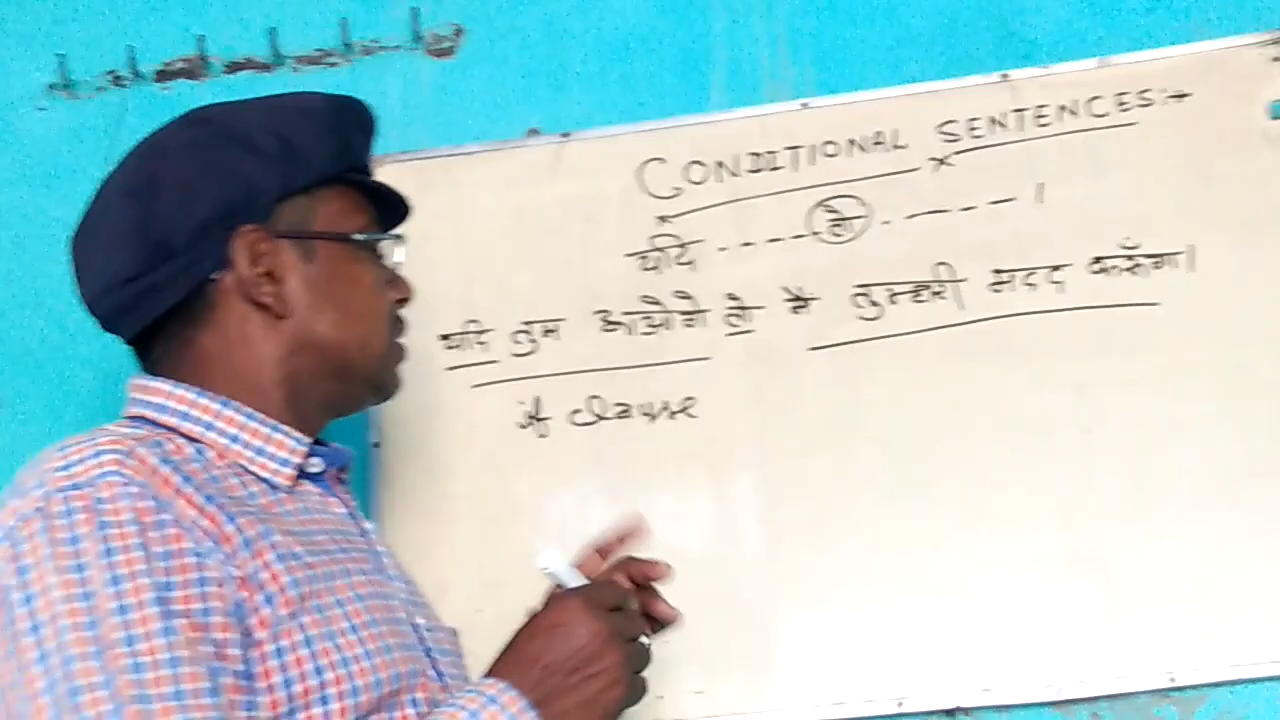 CONDITIONAL SENTENCES:→
यदि -----तो------।
यदि तुम आओगे तो मैं तुम्हारी मदद करूँगा।
if clause